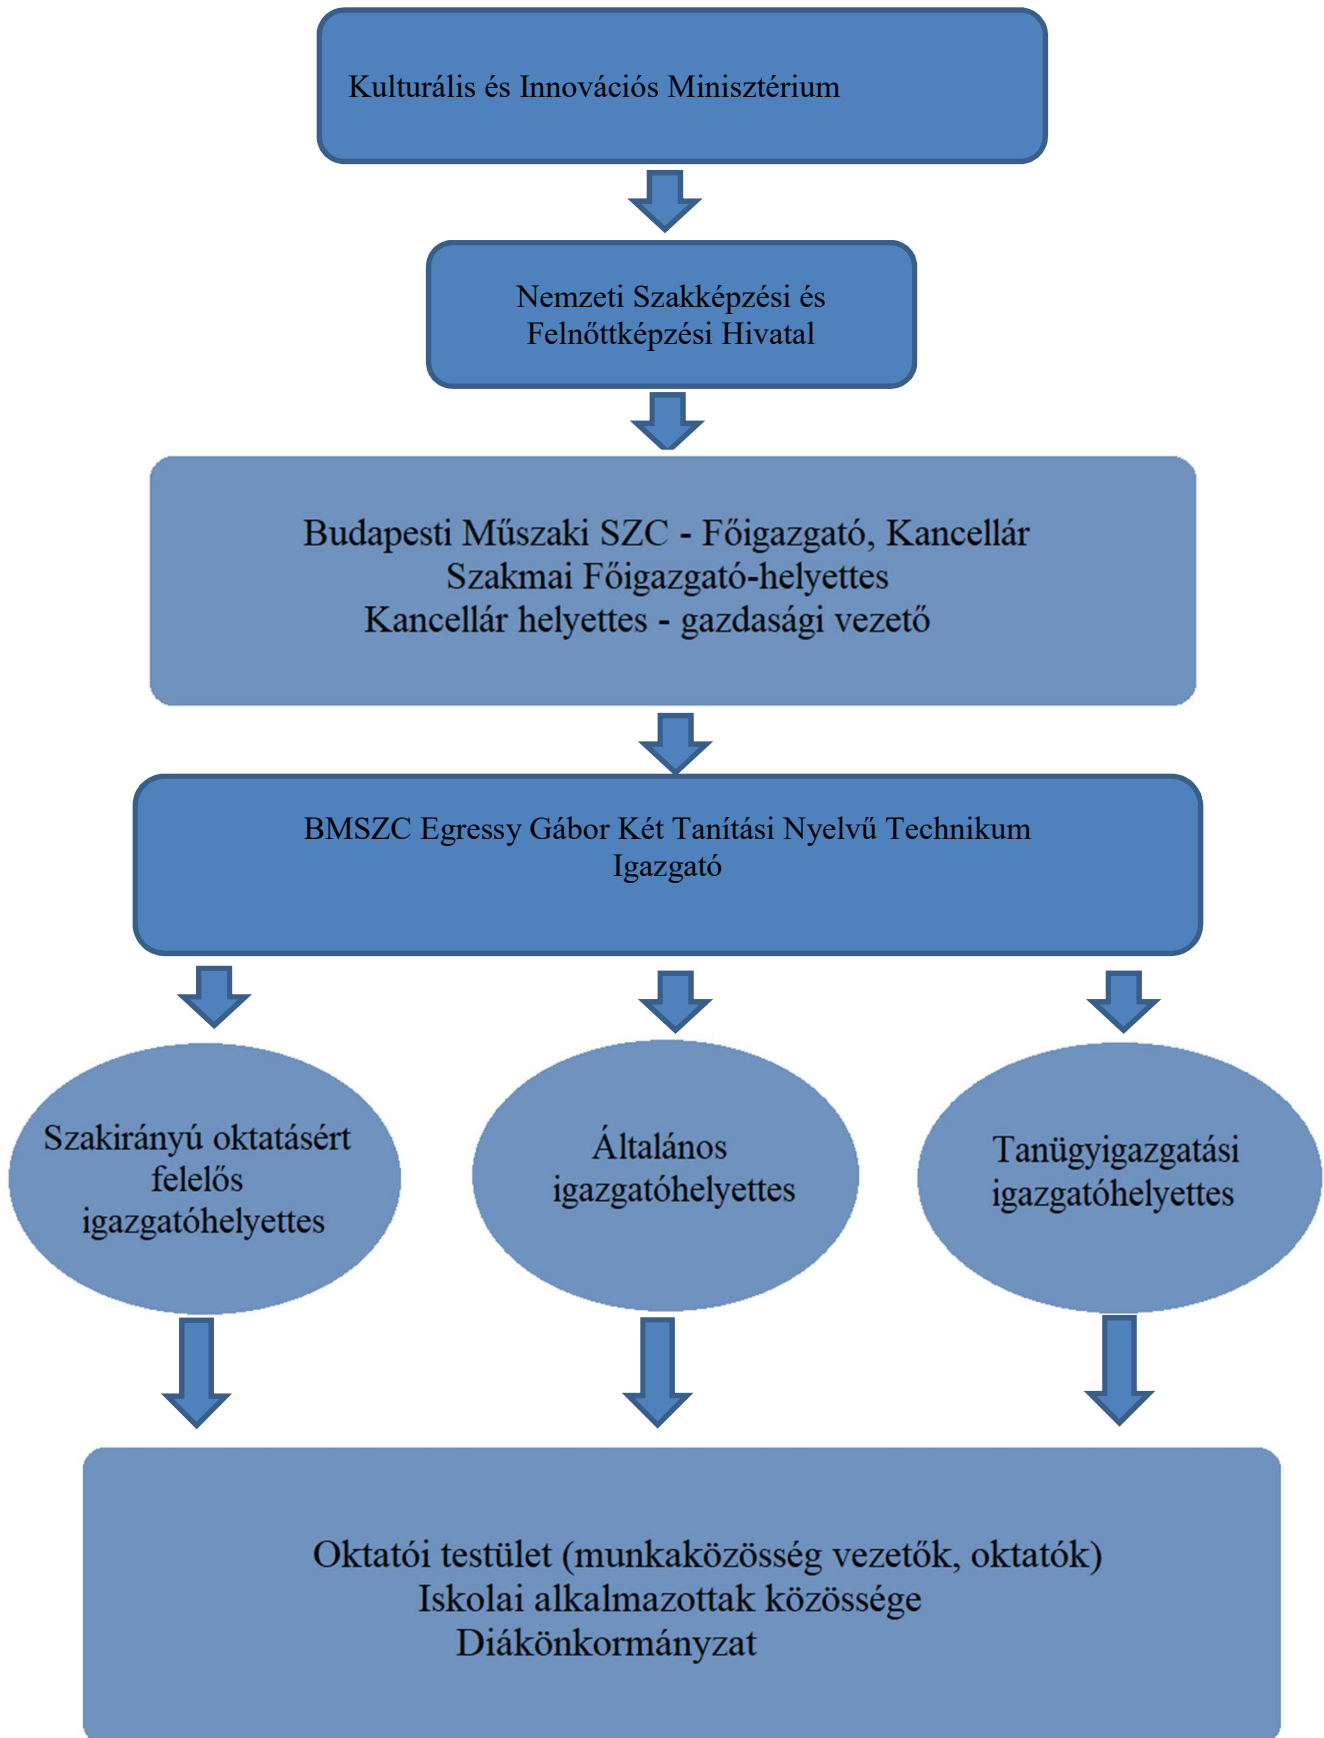 Kulturális és Innovációs Minisztérium
Nemzeti Szakképzési és
Felnőttképzési Hivatal
Budapesti Műszaki SZC - Főigazgató, Kancellár
Szakmai Főigazgató-helyettes
Kancellár helyettes - gazdasági vezető
BMSZC Egressy Gábor Két Tanítási Nyelvű Technikum
Igazgató
Szakirányú oktatásért
felelős
igazgatóhelyettes
Általános
igazgatóhelyettes
Tanügyigazgatási
igazgatóhelyettes
Oktatói testület (munkaközösség vezetők, oktatók)
Iskolai alkalmazottak közössége
Diákönkormányzat